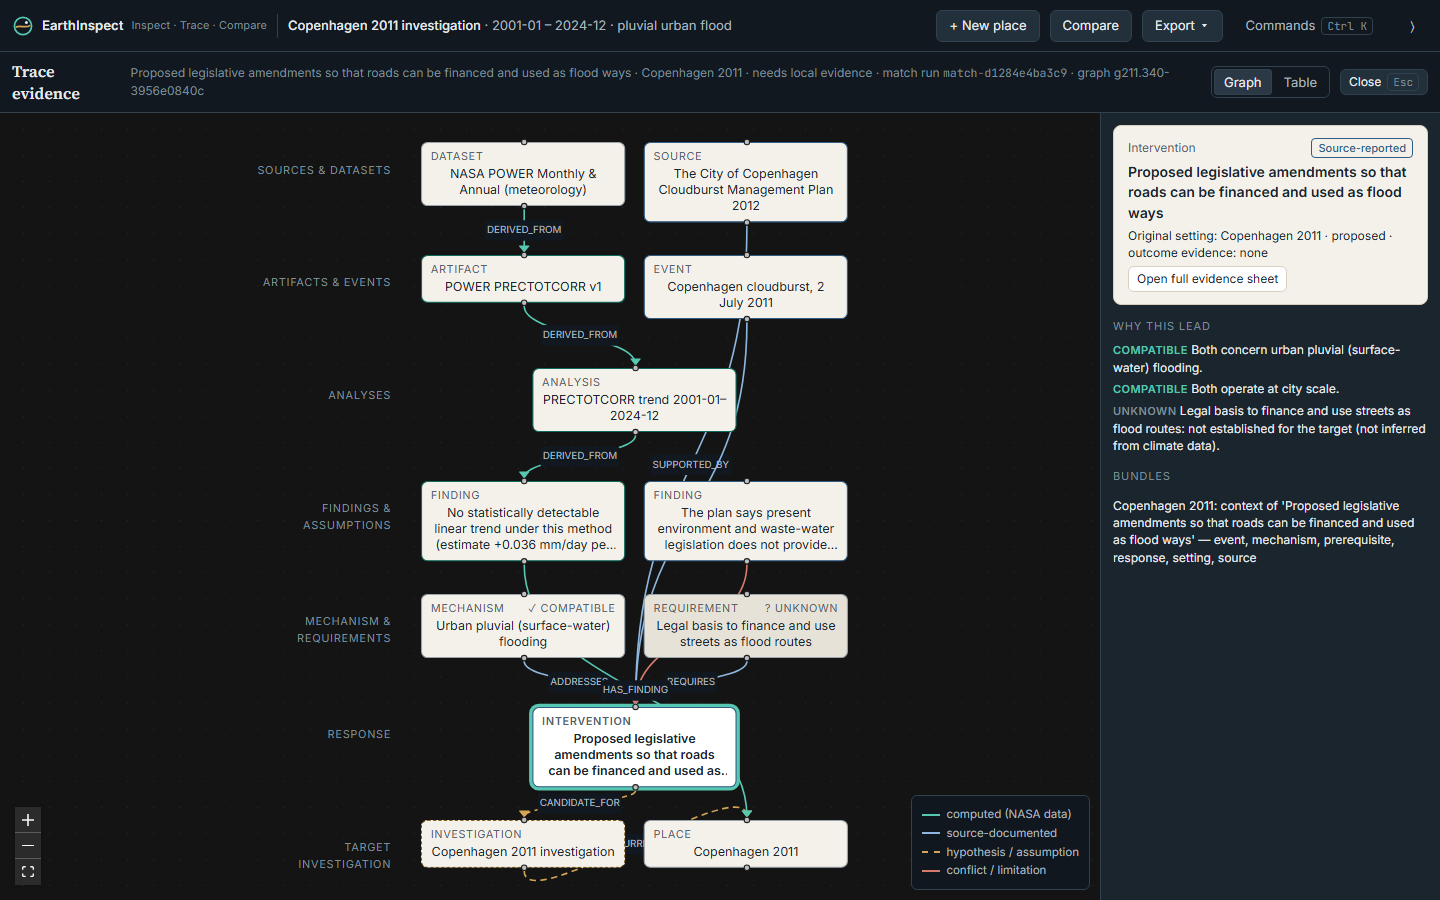 EarthInspect Inspect · Trace · Compare Copenhagen 2011 investigation · 2001-01 – 2024-12 · pluvial urban flood + New place Compare Export Commands Ctrl K
Trace evidence
Proposed legislative amendments so that roads can be financed and used as flood ways · Copenhagen 2011 · needs local evidence · match run match-d1284e4ba3c9 · graph g211.340-
3956e0840c
Graph Table Close Esc
SOURCES & DATASETS
DATASET
NASA POWER Monthly &
Annual (meteorology)
SOURCE
The City of Copenhagen
Cloudburst Management Plan
2012
DERIVED_FROM
ARTIFACTS & EVENTS
ARTIFACT
POWER PRECTOTCORR v1
EVENT
Copenhagen cloudburst, 2
July 2011
DERIVED_FROM
ANALYSES
ANALYSIS
PRECTOTCORR trend 2001-01–
2024-12
DERIVED_FROM
SUPPORTED_BY
FINDINGS &
ASSUMPTIONS
FINDING
No statistically detectable
linear trend under this method
(estimate +0.036 mm/day pe...
FINDING
The plan says present
environment and waste-water
legislation does not provide...
MECHANISM &
REQUIREMENTS
MECHANISM ✓ COMPATIBLE
Urban pluvial (surface-water)
flooding
REQUIREMENT ? UNKNOWN
Legal basis to finance and use
streets as flood routes
ADDRESSES
HAS_FINDING
REQUIRES
RESPONSE
INTERVENTION
Proposed legislative
amendments so that roads
can be financed and used as..
CANDIDATE_FOR
TARGET
INVESTIGATION
INVESTIGATION
Copenhagen 2011 investigation
PLACE
Copenhagen 2011
computed (NASA data)
source-documented
hypothesis / assumption
conflict / limitation
Intervention Source-reported
Proposed legislative amendments so that
roads can be financed and used as flood
ways
Original setting: Copenhagen 2011 · proposed ·
outcome evidence: none
Open full evidence sheet
WHY THIS LEAD
COMPATIBLE Both concern urban pluvial (surface-
water) flooding.
COMPATIBLE Both operate at city scale.
UNKNOWN Legal basis to finance and use streets as
flood routes: not established for the target (not inferred
from climate data).
BUNDLES
Copenhagen 2011: context of 'Proposed legislative
amendments so that roads can be financed and used
as flood ways' — event, mechanism, prerequisite,
response, setting, source